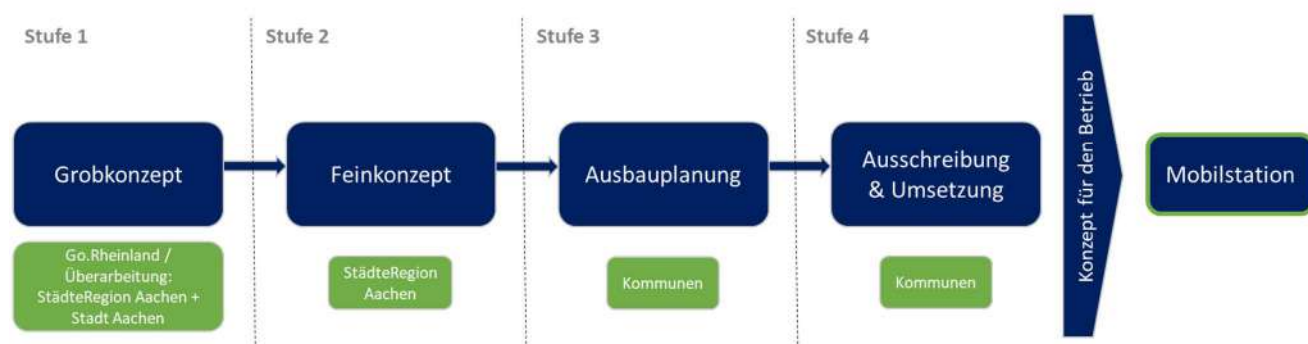 Stufe 1
Stufe 2
Stufe 3
Stufe 4
Grobkonzept
Feinkonzept
Ausbauplanung
Ausschreibung
& Umsetzung
Konzept für den Betrieb
Mobilstation
Go.Rheinland /
Überarbeitung:
StädteRegion Aachen +
Stadt Aachen
StädteRegion
Aachen
Kommunen
Kommunen